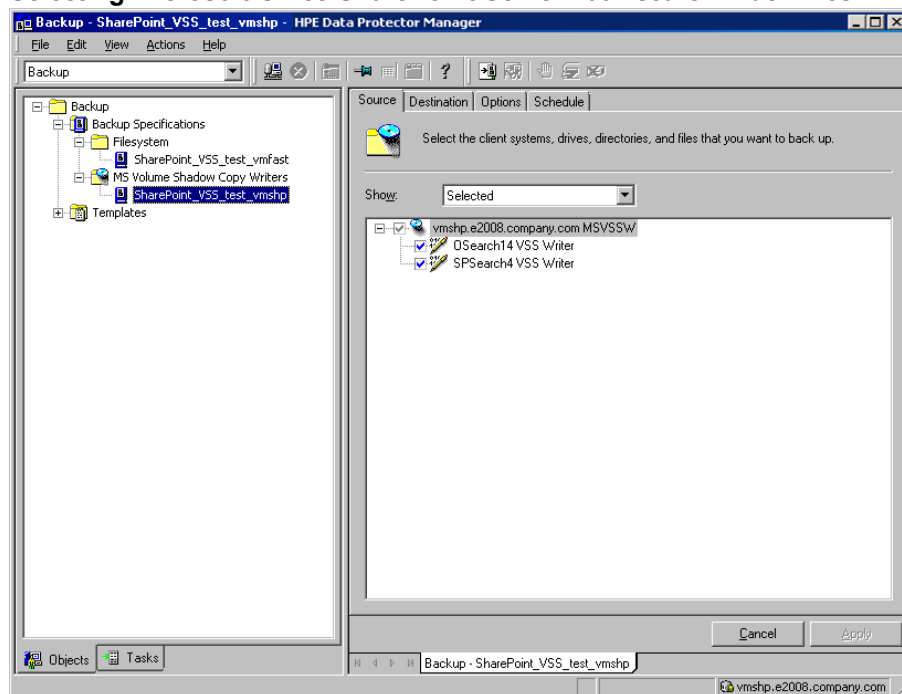 Backup - SharePoint_VSS_test_vmshp - HPE Data Protector Manager
File Edit View Actions Help
Backup
Backup
Backup Specifications
Filesystem
SharePoint_VSS_test_vmfast
MS Volume Shadow Copy Writers
SharePoint_VSS_test_vmshp
Templates
Objects Tasks
Source Destination Options Schedule
Select the client systems, drives, directories, and files that you want to back up.
Show: Selected
vmshp.e2008.company.com MSVSSW
OSearch14 VSS Writer
SPSearch4 VSS Writer
Cancel Apply
Backup - SharePoint_VSS_test_vmshp
vmshp.e2008.company.com